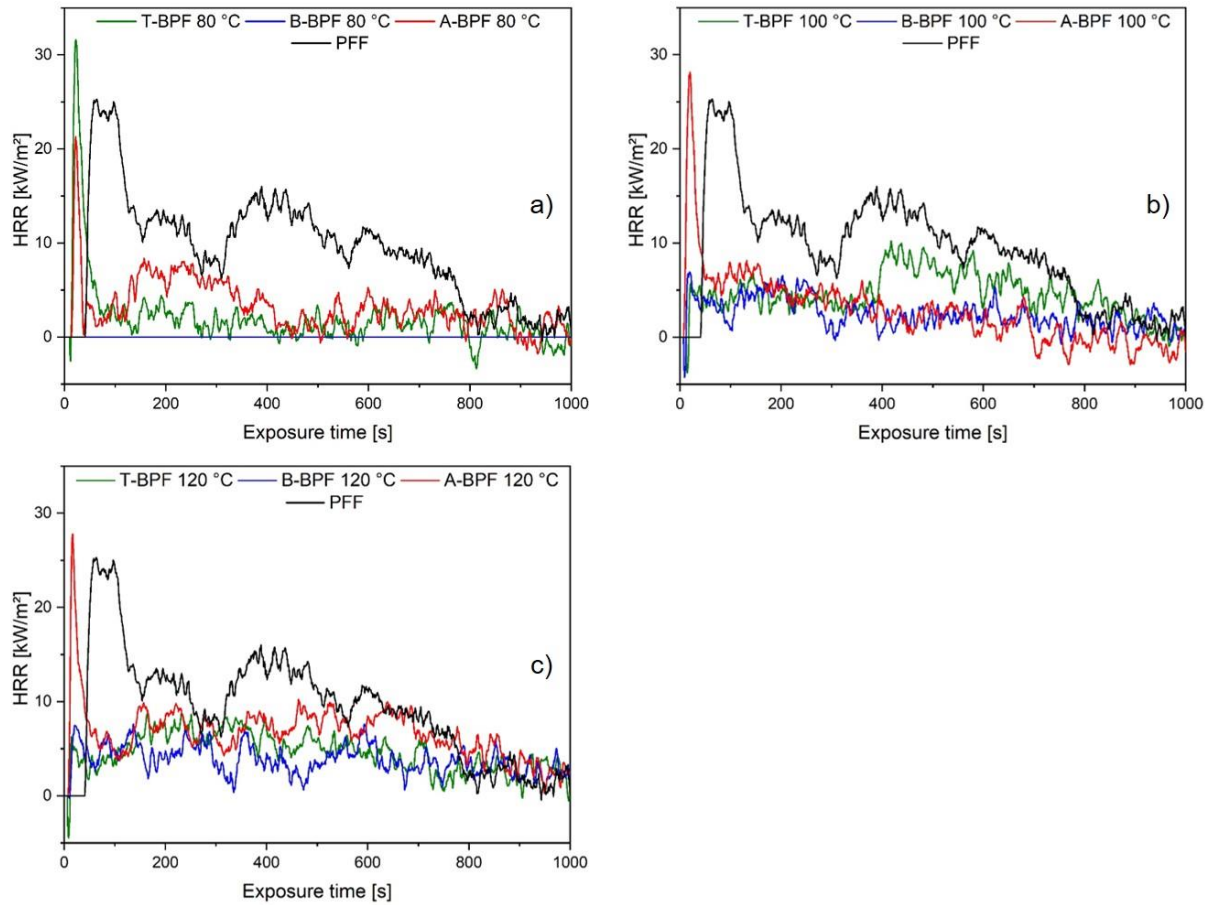 T-BPF 80 °C B-BPF 80 °C A-BPF 80 °C
PFF
30
20
10
0
HRR [kW/m²]
a)
0 200 400 600 800 1000
Exposure time [s]
T-BPF 100 °C B-BPF 100 °C A-BPF 100 °C
PFF
30
20
10
0
HRR [kW/m²]
b)
0 200 400 600 800 1000
Exposure time [s]
T-BPF 120 °C B-BPF 120 °C A-BPF 120 °C
PFF
30
20
10
0
HRR [kW/m²]
c)
0 200 400 600 800 1000
Exposure time [s]